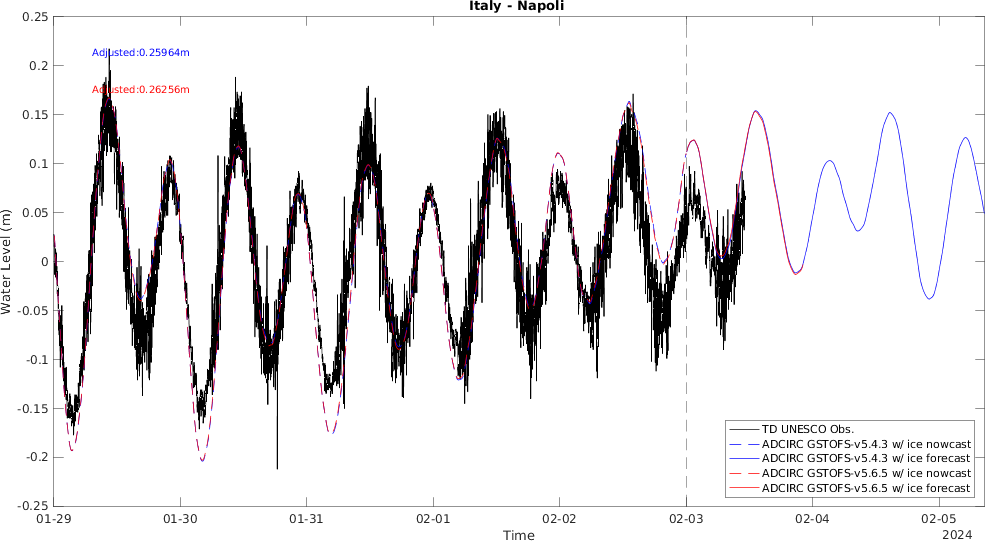 Italy - Napoli
0.25
0.2
0.15
0.1
0.05
0
-0.05
-0.1
-0.15
-0.2
-0.25
Water Level (m)
Adjusted:0.25964m
Adjusted:0.26256m
TD UNESCO Obs.
ADCIRC GSTOFS-v5.4.3 w/ ice nowcast
ADCIRC GSTOFS-v5.4.3 w/ ice forecast
ADCIRC GSTOFS-v5.6.5 w/ ice nowcast
ADCIRC GSTOFS-v5.6.5 w/ ice forecast
01-29 01-30 01-31 02-01 02-02 02-03 02-04 02-05
Time
2024